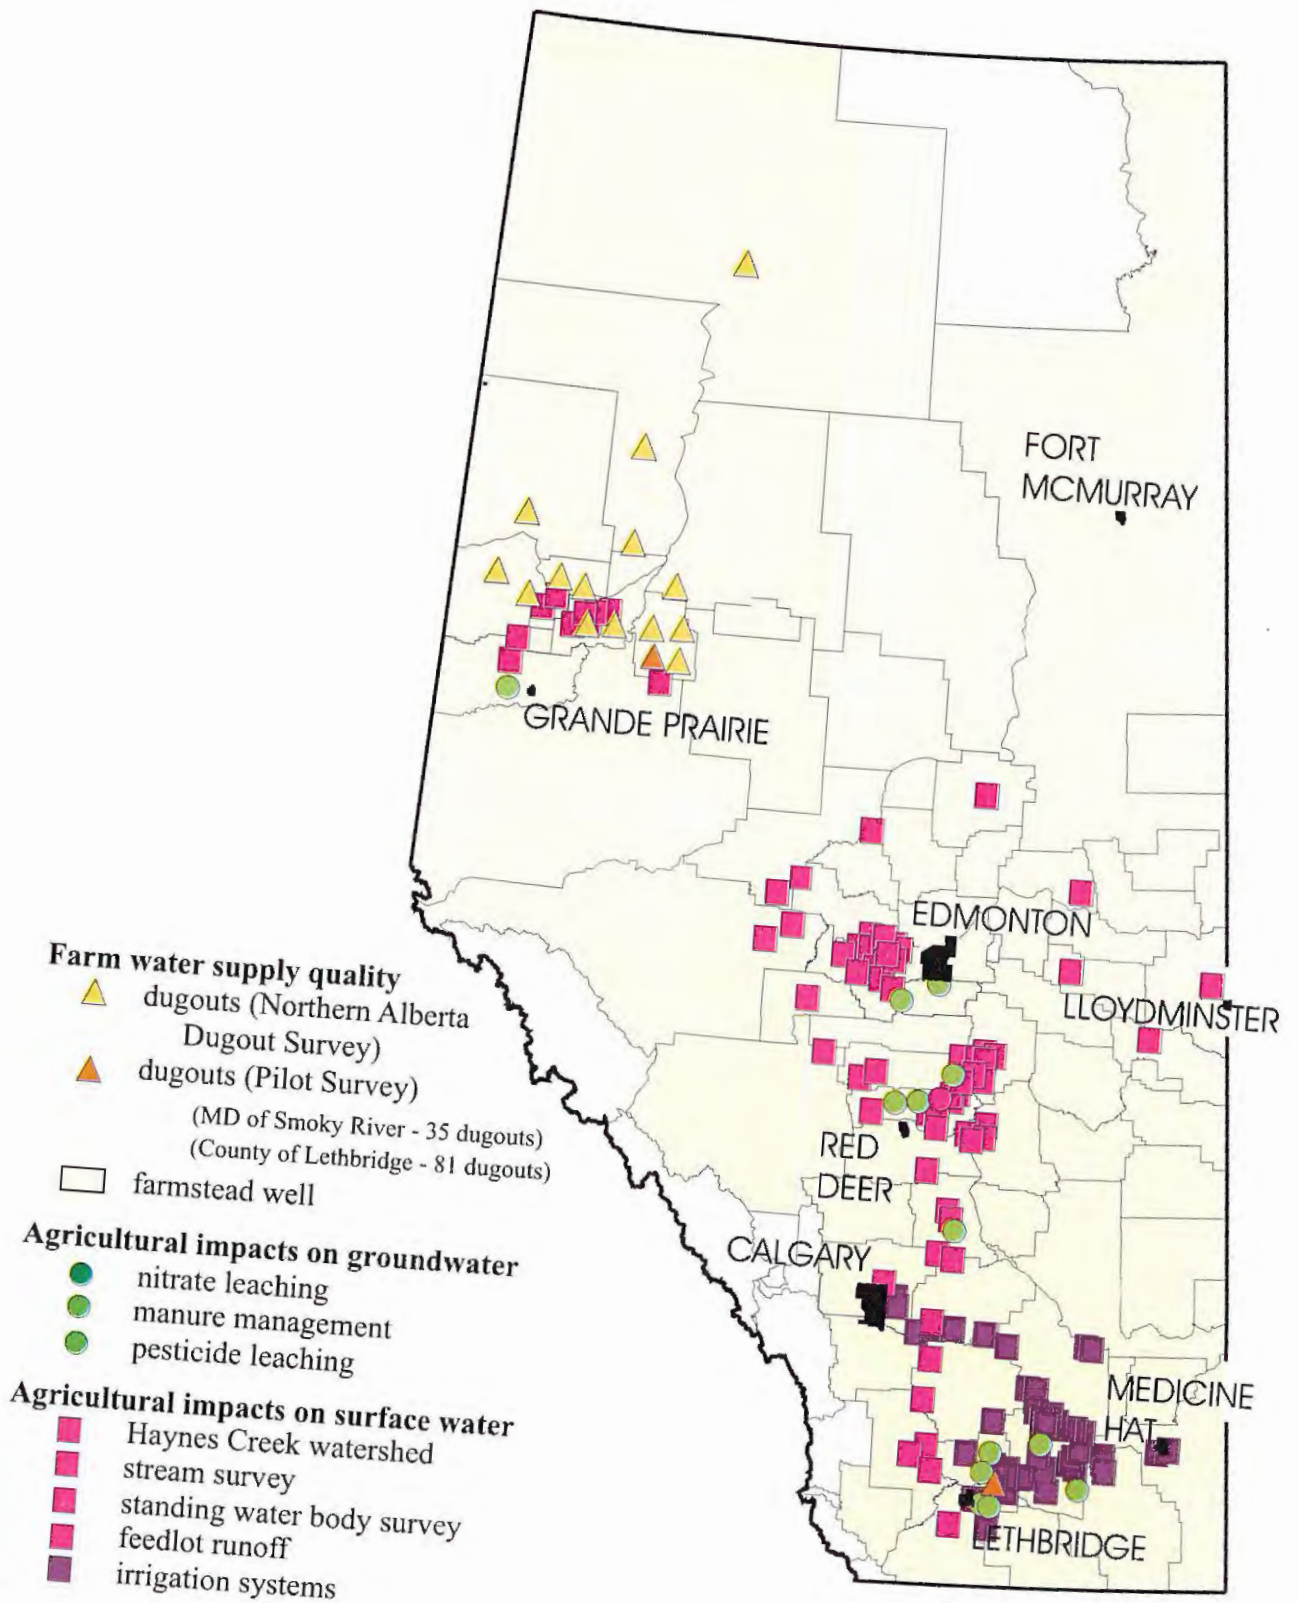 FORT
MCMURRAY
GRANDE PRAIRIE
EDMONTON
LLOYDMINSTER
RED
DEER
CALGARY
MEDICINE
HAT
LETHBRIDGE
Farm water supply quality
dugouts (Northern Alberta
Dugout Survey)
dugouts (Pilot Survey)
(MD of Smoky River - 35 dugouts)
(County of Lethbridge - 81 dugouts)
farmstead well
Agricultural impacts on groundwater
nitrate leaching
manure management
pesticide leaching
Agricultural impacts on surface water
Haynes Creek watershed
stream survey
standing water body survey
feedlot runoff
irrigation systems